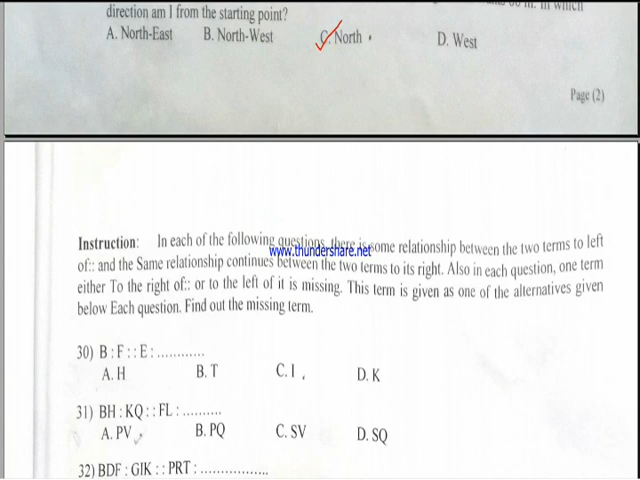 direction am I from the starting point?
A. North-East B. North-West C. North D. West
Page (2)
Instruction: In each of the following questions, there is some relationship between the two terms to left
www.thundershare.net
of:: and the Same relationship continues between the two terms to its right. Also in each question, one term
either To the right of:: or to the left of it is missing. This term is given as one of the alternatives given
below Each question. Find out the missing term.
30) B : F : : E : ............
A. H B. T C. I . D. K
31) BH : KQ : : FL : ..........
A. PV B. PQ C. SV D. SQ
32) BDF : GIK : : PRT : .................